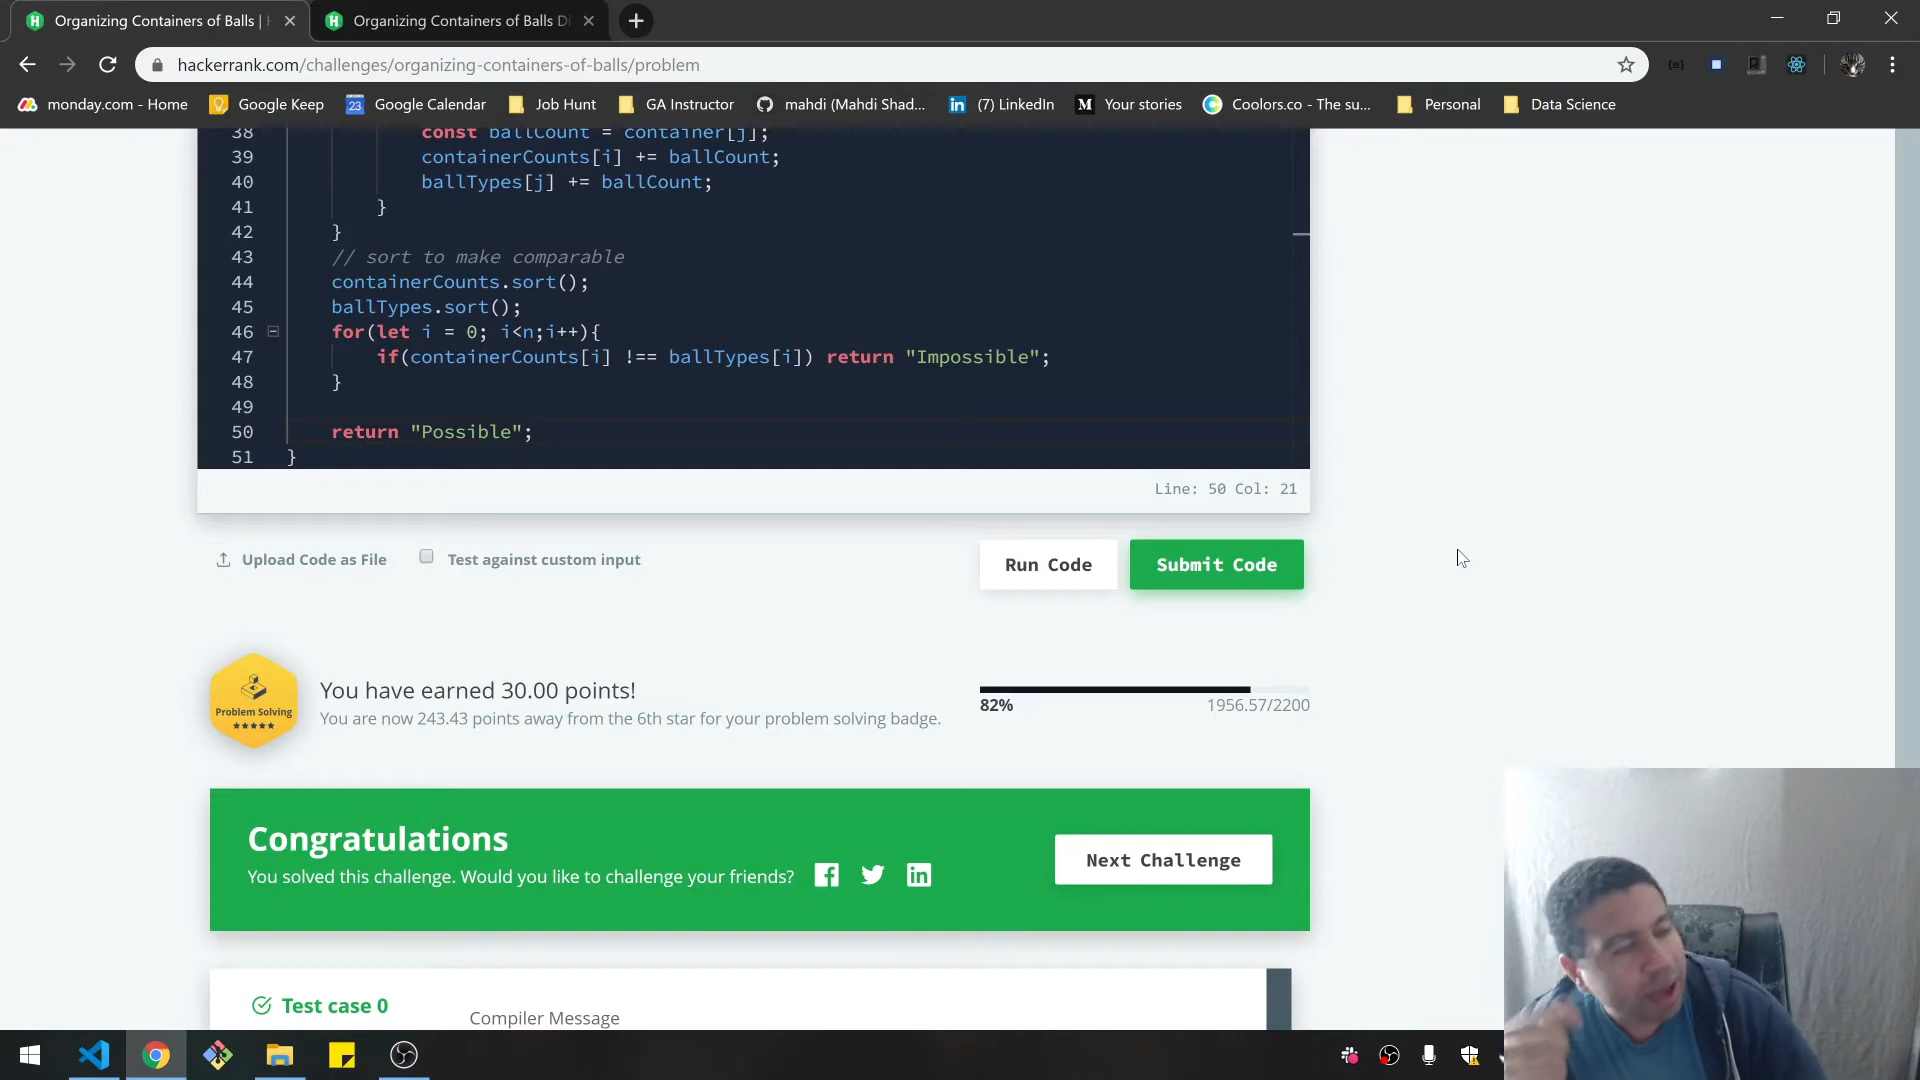 Organizing Containers of Balls |
Organizing Containers of Balls Di
hackerrank.com/challenges/organizing-containers-of-balls/problem
monday.com - Home
Google Keep
23
Google Calendar
Job Hunt
GA Instructor
mahdi (Mahdi Shad...
(7) LinkedIn
Your stories
Coolors.co - The su...
Personal
Data Science
38 const ballCount = container[j];
39 containerCounts[i] += ballCount;
40 ballTypes[j] += ballCount;
41 }
42 }
43 // sort to make comparable
44 containerCounts.sort();
45 ballTypes.sort();
46 for(let i = 0; i<n;i++){
47 if(containerCounts[i] !== ballTypes[i]) return "Impossible";
48 }
49
50 return "Possible";
51 }
Line: 50 Col: 21
Upload Code as File
Test against custom input
Run Code
Submit Code
Problem Solving
You have earned 30.00 points!
You are now 243.43 points away from the 6th star for your problem solving badge.
82%
1956.57/2200
Congratulations
You solved this challenge. Would you like to challenge your friends?
Next Challenge
Test case 0
Compiler Message